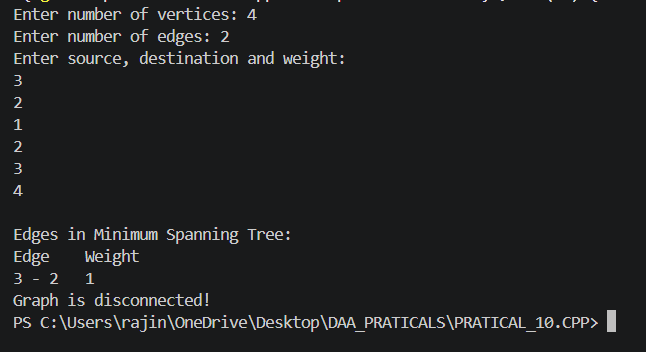 Enter number of vertices: 4
Enter number of edges: 2
Enter source, destination and weight:
3
2
1
2
3
4
Edges in Minimum Spanning Tree:
Edge    Weight
3 - 2   1
Graph is disconnected!
PS C:\Users\rajin\OneDrive\Desktop\DAA_PRATICALS\PRATICAL_10.CPP>